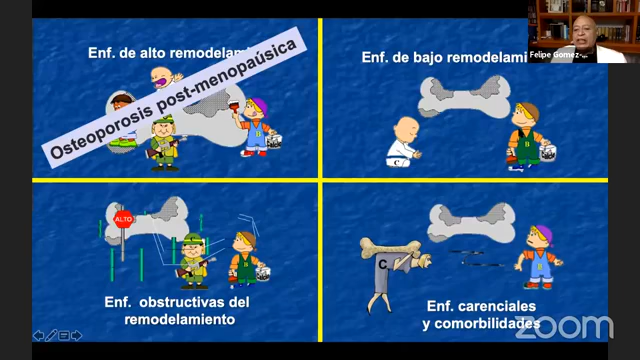 Enf. de alto remodelami
Osteoporosis post-menopaúsica
Enf. de bajo remodelami
Felipe Gomez-
B
C
B
ALTO
B
C
B
Enf. obstructivas del
remodelamiento
Enf. carenciales
y comorbilidades
zoom